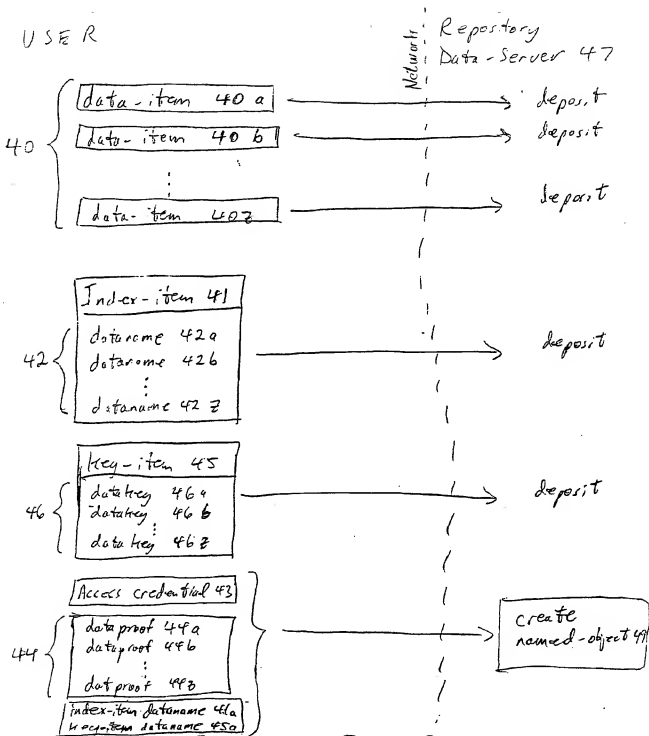 USER
Network
Repository
Data-Server 47
40
data-item 40a
deposit
data-item 40b
deposit
data-item 40z
deposit
Index-item 41
42
dataname 42a
dataname 42b
dataname 42z
deposit
Key-item 45
46
datakey 46a
datakey 46b
datakey 46z
deposit
Access credential 43
44
dataproof 44a
dataproof 44b
datproof 44z
index-item dataname 41a
key-item dataname 45a
create
named-object 49